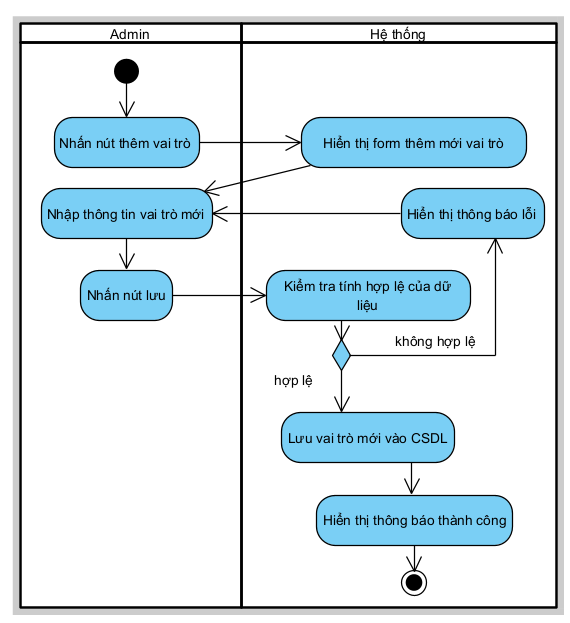 Admin
Hệ thống
Nhấn nút thêm vai trò
Hiển thị form thêm mới vai trò
Nhập thông tin vai trò mới
Hiển thị thông báo lỗi
Nhấn nút lưu
Kiểm tra tính hợp lệ của dữ
liệu
không hợp lệ
hợp lệ
Lưu vai trò mới vào CSDL
Hiển thị thông báo thành công